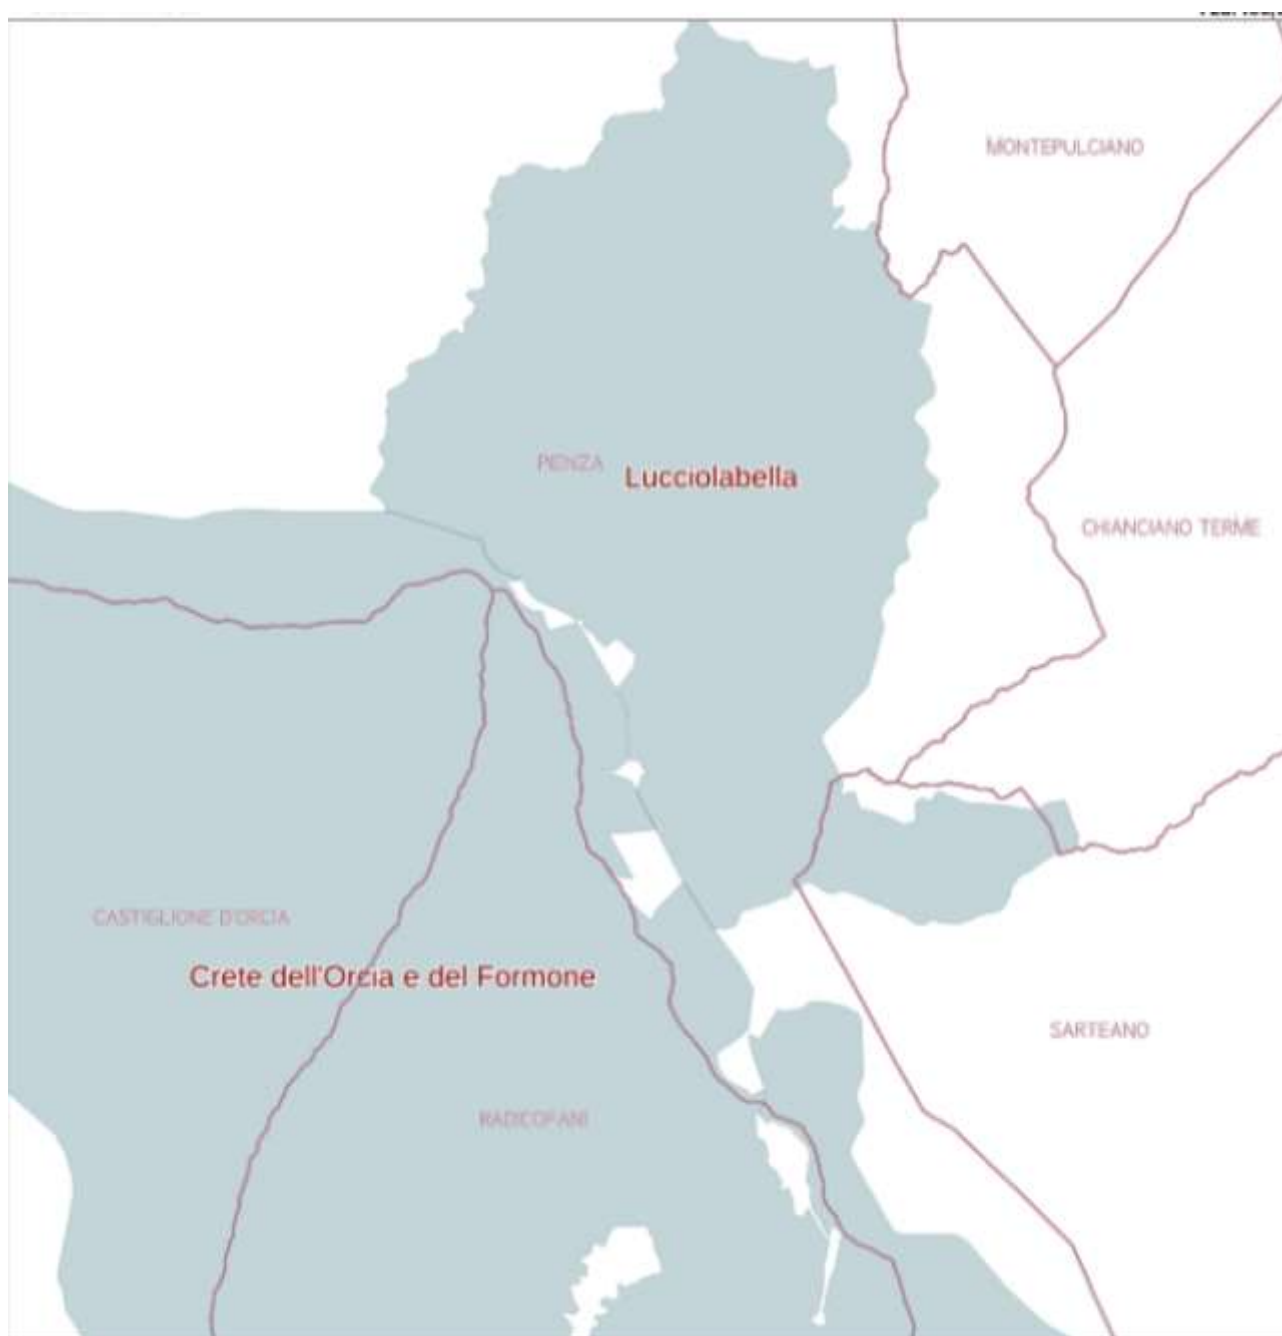 MONTEPULCIANO
PIENZA
Lucciolabella
CHIANCIANO TERME
CASTIGLIONE D'ORCIA
Crete dell'Orcia e del Formone
SARTEANO
RADICOFANI